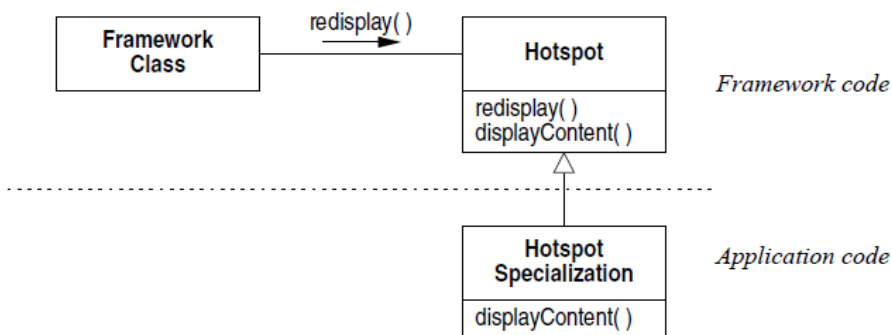 redisplay( )
Framework
Class
Hotspot
redisplay( )
displayContent( )
Framework code
Hotspot
Specialization
displayContent( )
Application code